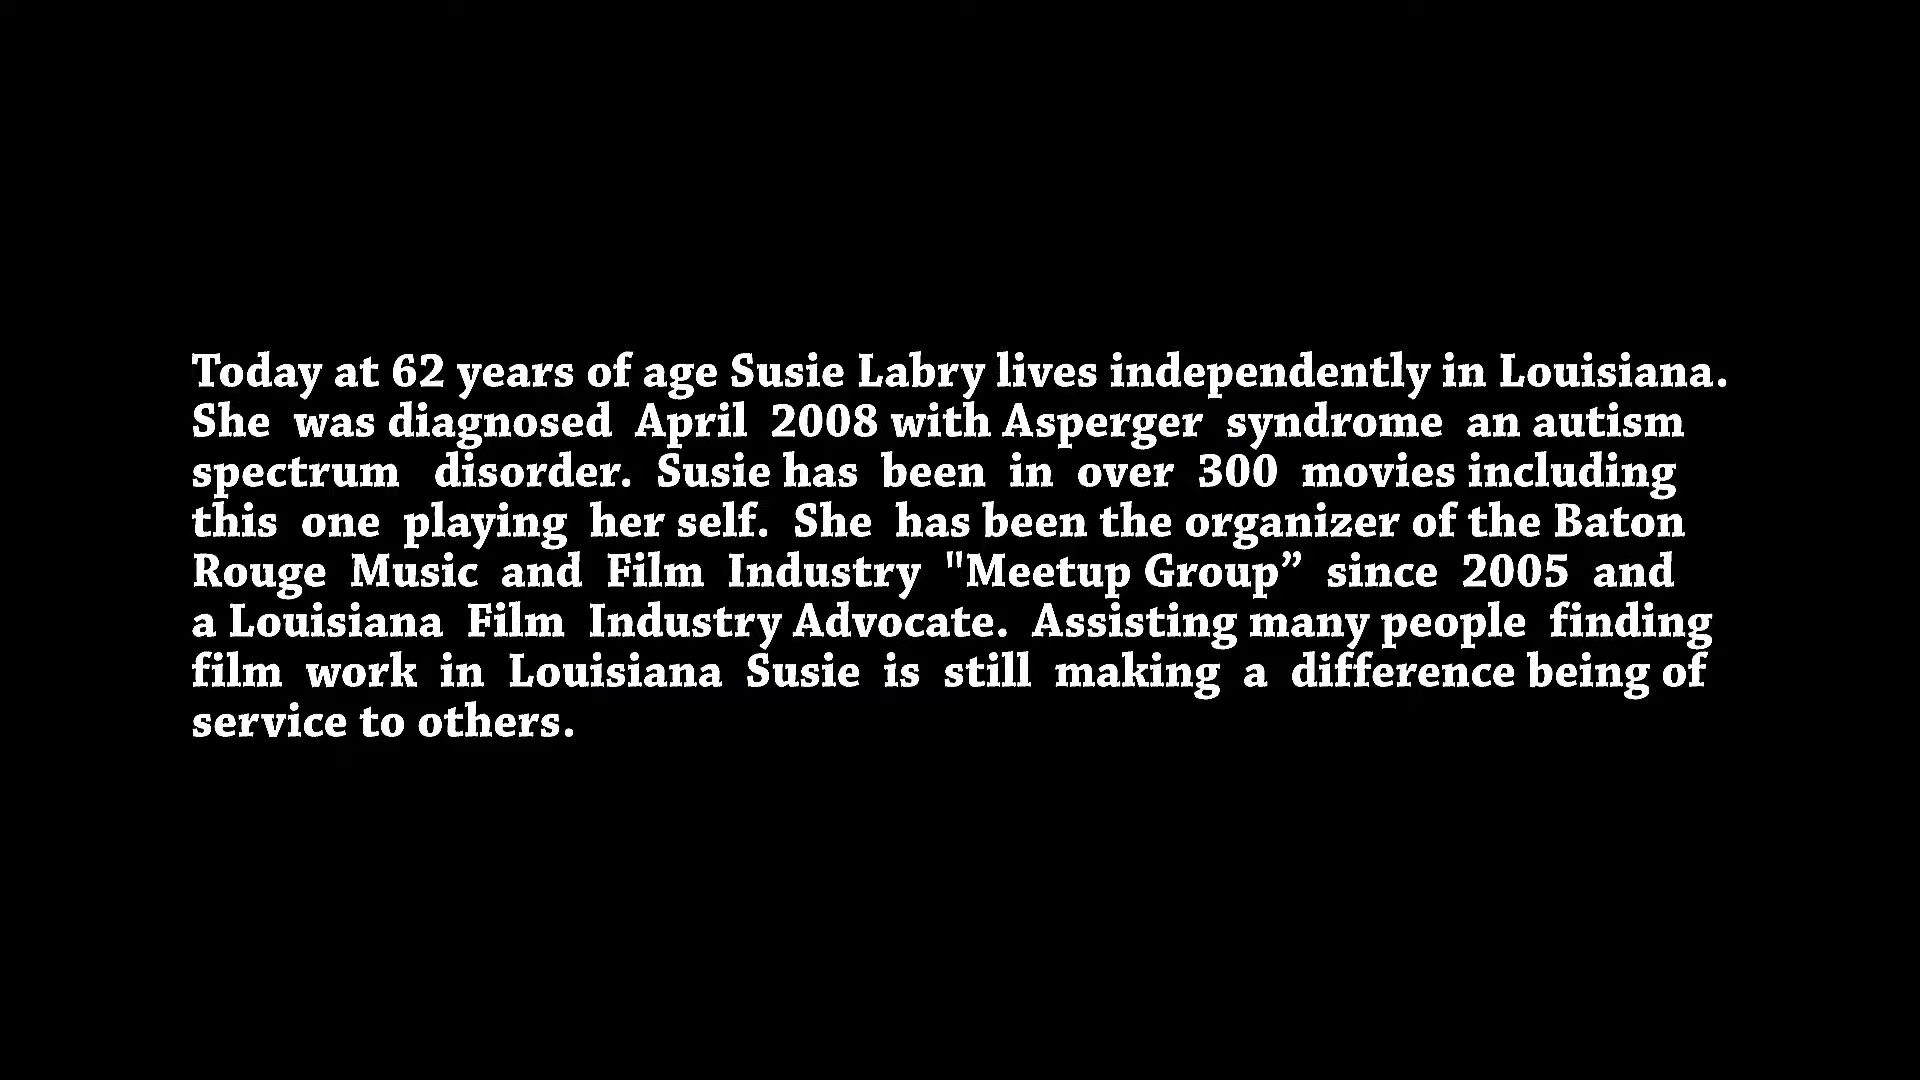 Today at 62 years of age Susie Labry lives independently in Louisiana.
She was diagnosed April 2008 with Asperger syndrome an autism
spectrum disorder. Susie has been in over 300 movies including
this one playing her self. She has been the organizer of the Baton
Rouge Music and Film Industry "Meetup Group” since 2005 and
a Louisiana Film Industry Advocate. Assisting many people finding
film work in Louisiana Susie is still making a difference being of
service to others.